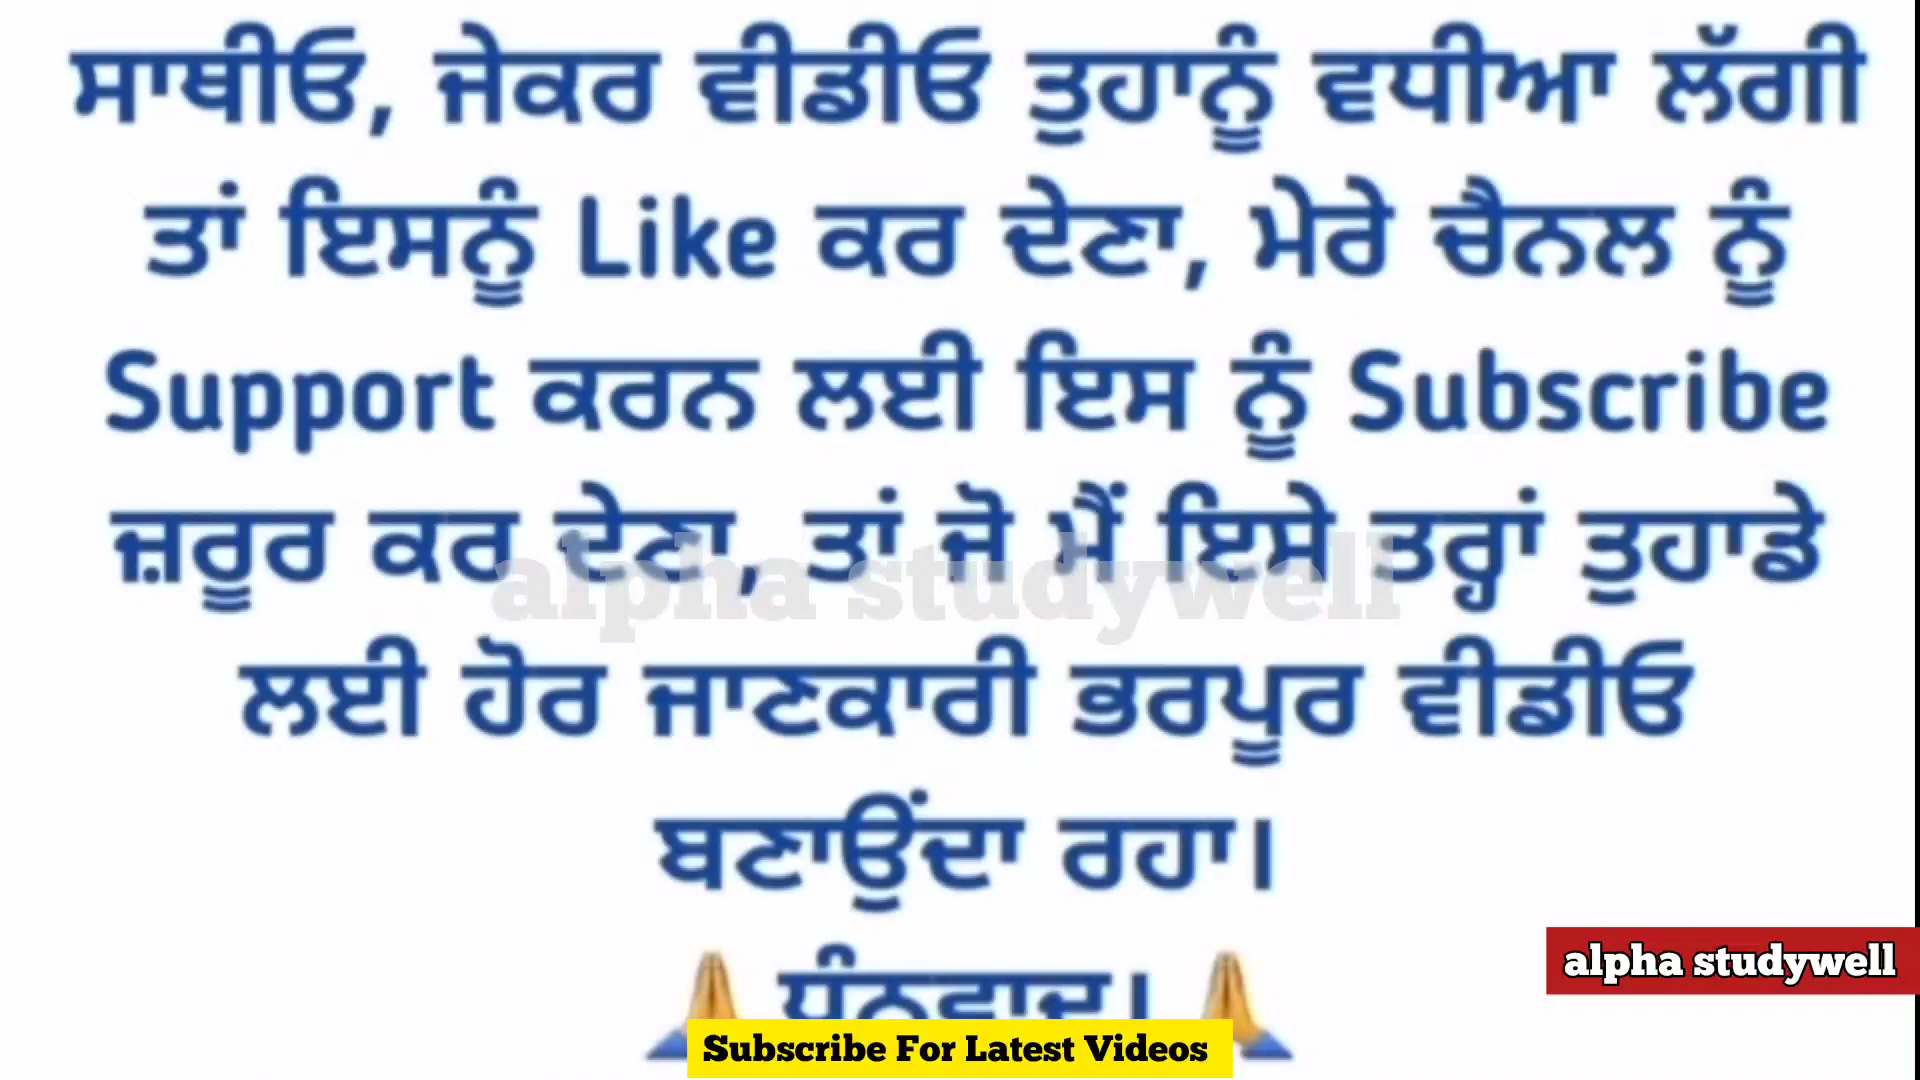 ਸਾਥੀਓ, ਜੇਕਰ ਵੀਡੀਓ ਤੁਹਾਨੂੰ ਵਧੀਆ ਲੱਗੀ
ਤਾਂ ਇਸਨੂੰ Like ਕਰ ਦੇਣਾ, ਮੇਰੇ ਚੈਨਲ ਨੂੰ
Support ਕਰਨ ਲਈ ਇਸ ਨੂੰ Subscribe
ਜ਼ਰੂਰ ਕਰ ਦੇਣਾ, ਤਾਂ ਜੋ ਮੈਂ ਇਸੇ ਤਰ੍ਹਾਂ ਤੁਹਾਡੇ
alpha studywell
ਲਈ ਹੋਰ ਜਾਣਕਾਰੀ ਭਰਪੂਰ ਵੀਡੀਓ
ਬਣਾਉਂਦਾ ਰਹਾ।
alpha studywell
🙏 ਧੰਨਵਾਦ। 🙏
Subscribe For Latest Videos